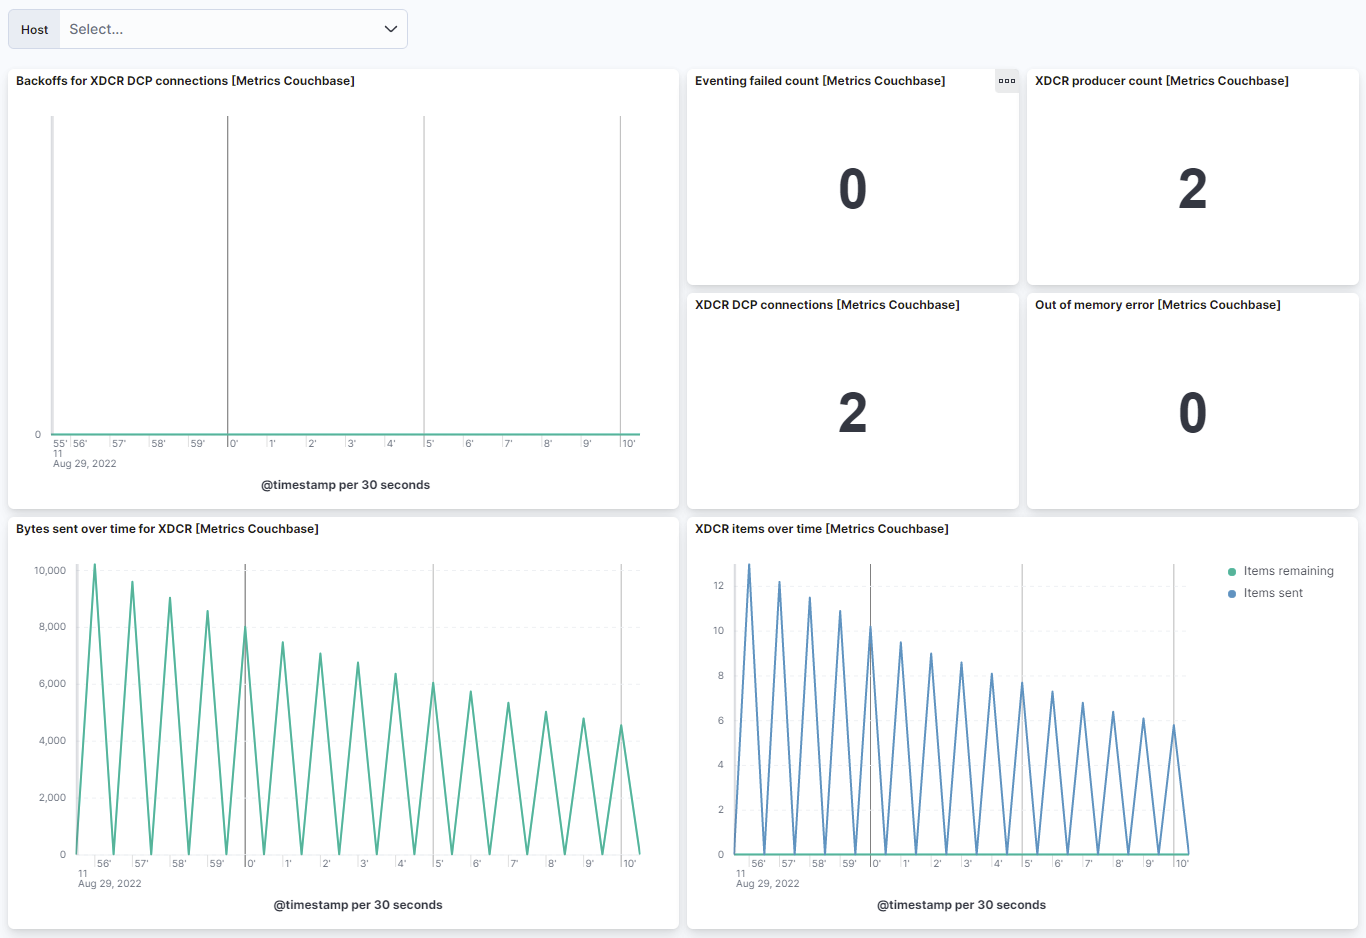 Host Select...
Backoffs for XDCR DCP connections [Metrics Couchbase]
0
55' 56' 57' 58' 59' 0' 1' 2' 3' 4' 5' 6' 7' 8' 9' 10'
11
Aug 29, 2022
@timestamp per 30 seconds
Eventing failed count [Metrics Couchbase]
0
XDCR producer count [Metrics Couchbase]
2
XDCR DCP connections [Metrics Couchbase]
2
Out of memory error [Metrics Couchbase]
0
Bytes sent over time for XDCR [Metrics Couchbase]
10,000
8,000
6,000
4,000
2,000
0
56' 57' 58' 59' 0' 1' 2' 3' 4' 5' 6' 7' 8' 9' 10'
11
Aug 29, 2022
@timestamp per 30 seconds
XDCR items over time [Metrics Couchbase]
12
10
8
6
4
2
0
56' 57' 58' 59' 0' 1' 2' 3' 4' 5' 6' 7' 8' 9' 10'
11
Aug 29, 2022
@timestamp per 30 seconds
Items remaining
Items sent